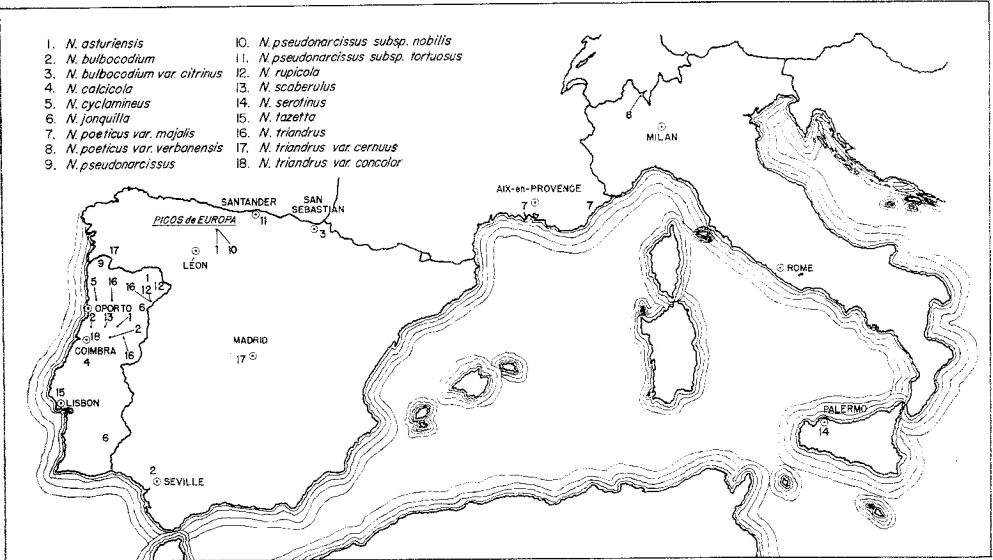 1. N. asturiensis
2. N. bulbocodium
3. N. bulbocodium var. citrinus
4. N. calcicola
5. N. cyclamineus
6. N. jonquilla
7. N. poeticus var. majalis
8. N. poeticus var. verbanensis
9. N. pseudonarcissus
10. N. pseudonarcissus subsp. nobilis
11. N. pseudonarcissus subsp. tortuosus
12. N. rupicola
13. N. scaberulus
14. N. serotinus
15. N. tazetta
16. N. triandrus
17. N. triandrus var. cernuus
18. N. triandrus var. concolor
8
MILAN
AIX-en-PROVENCE
7 7
SANTANDER
11
SAN
SEBASTIÁN
3
PICOS de EUROPA
1 10
LÉON
17
9
5 16 16 1 12 12
6
OPORTO
2 13 1 2
18
COIMBRA
4
16
MADRID
17
ROME
15
LISBON
6
2
SEVILLE
PALERMO
14